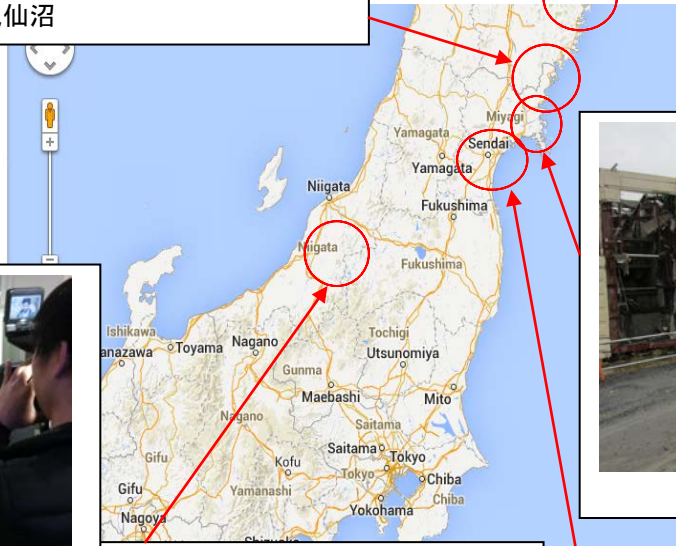 仙沼
Miyagi
Yamagata
Sendai
Yamagata
Niigata
Fukushima
Niigata
Fukushima
Ishikawa
anazawa
Toyama
Nagano
Tochigi
Utsunomiya
Gunma
Maebashi
Mito
Nagano
Saitama
Saitama
Tokyo
Gifu
Kofu
Tokyo
Chiba
Gifu
Yamanashi
Chiba
Yokohama
Nagoya
Shizuoka